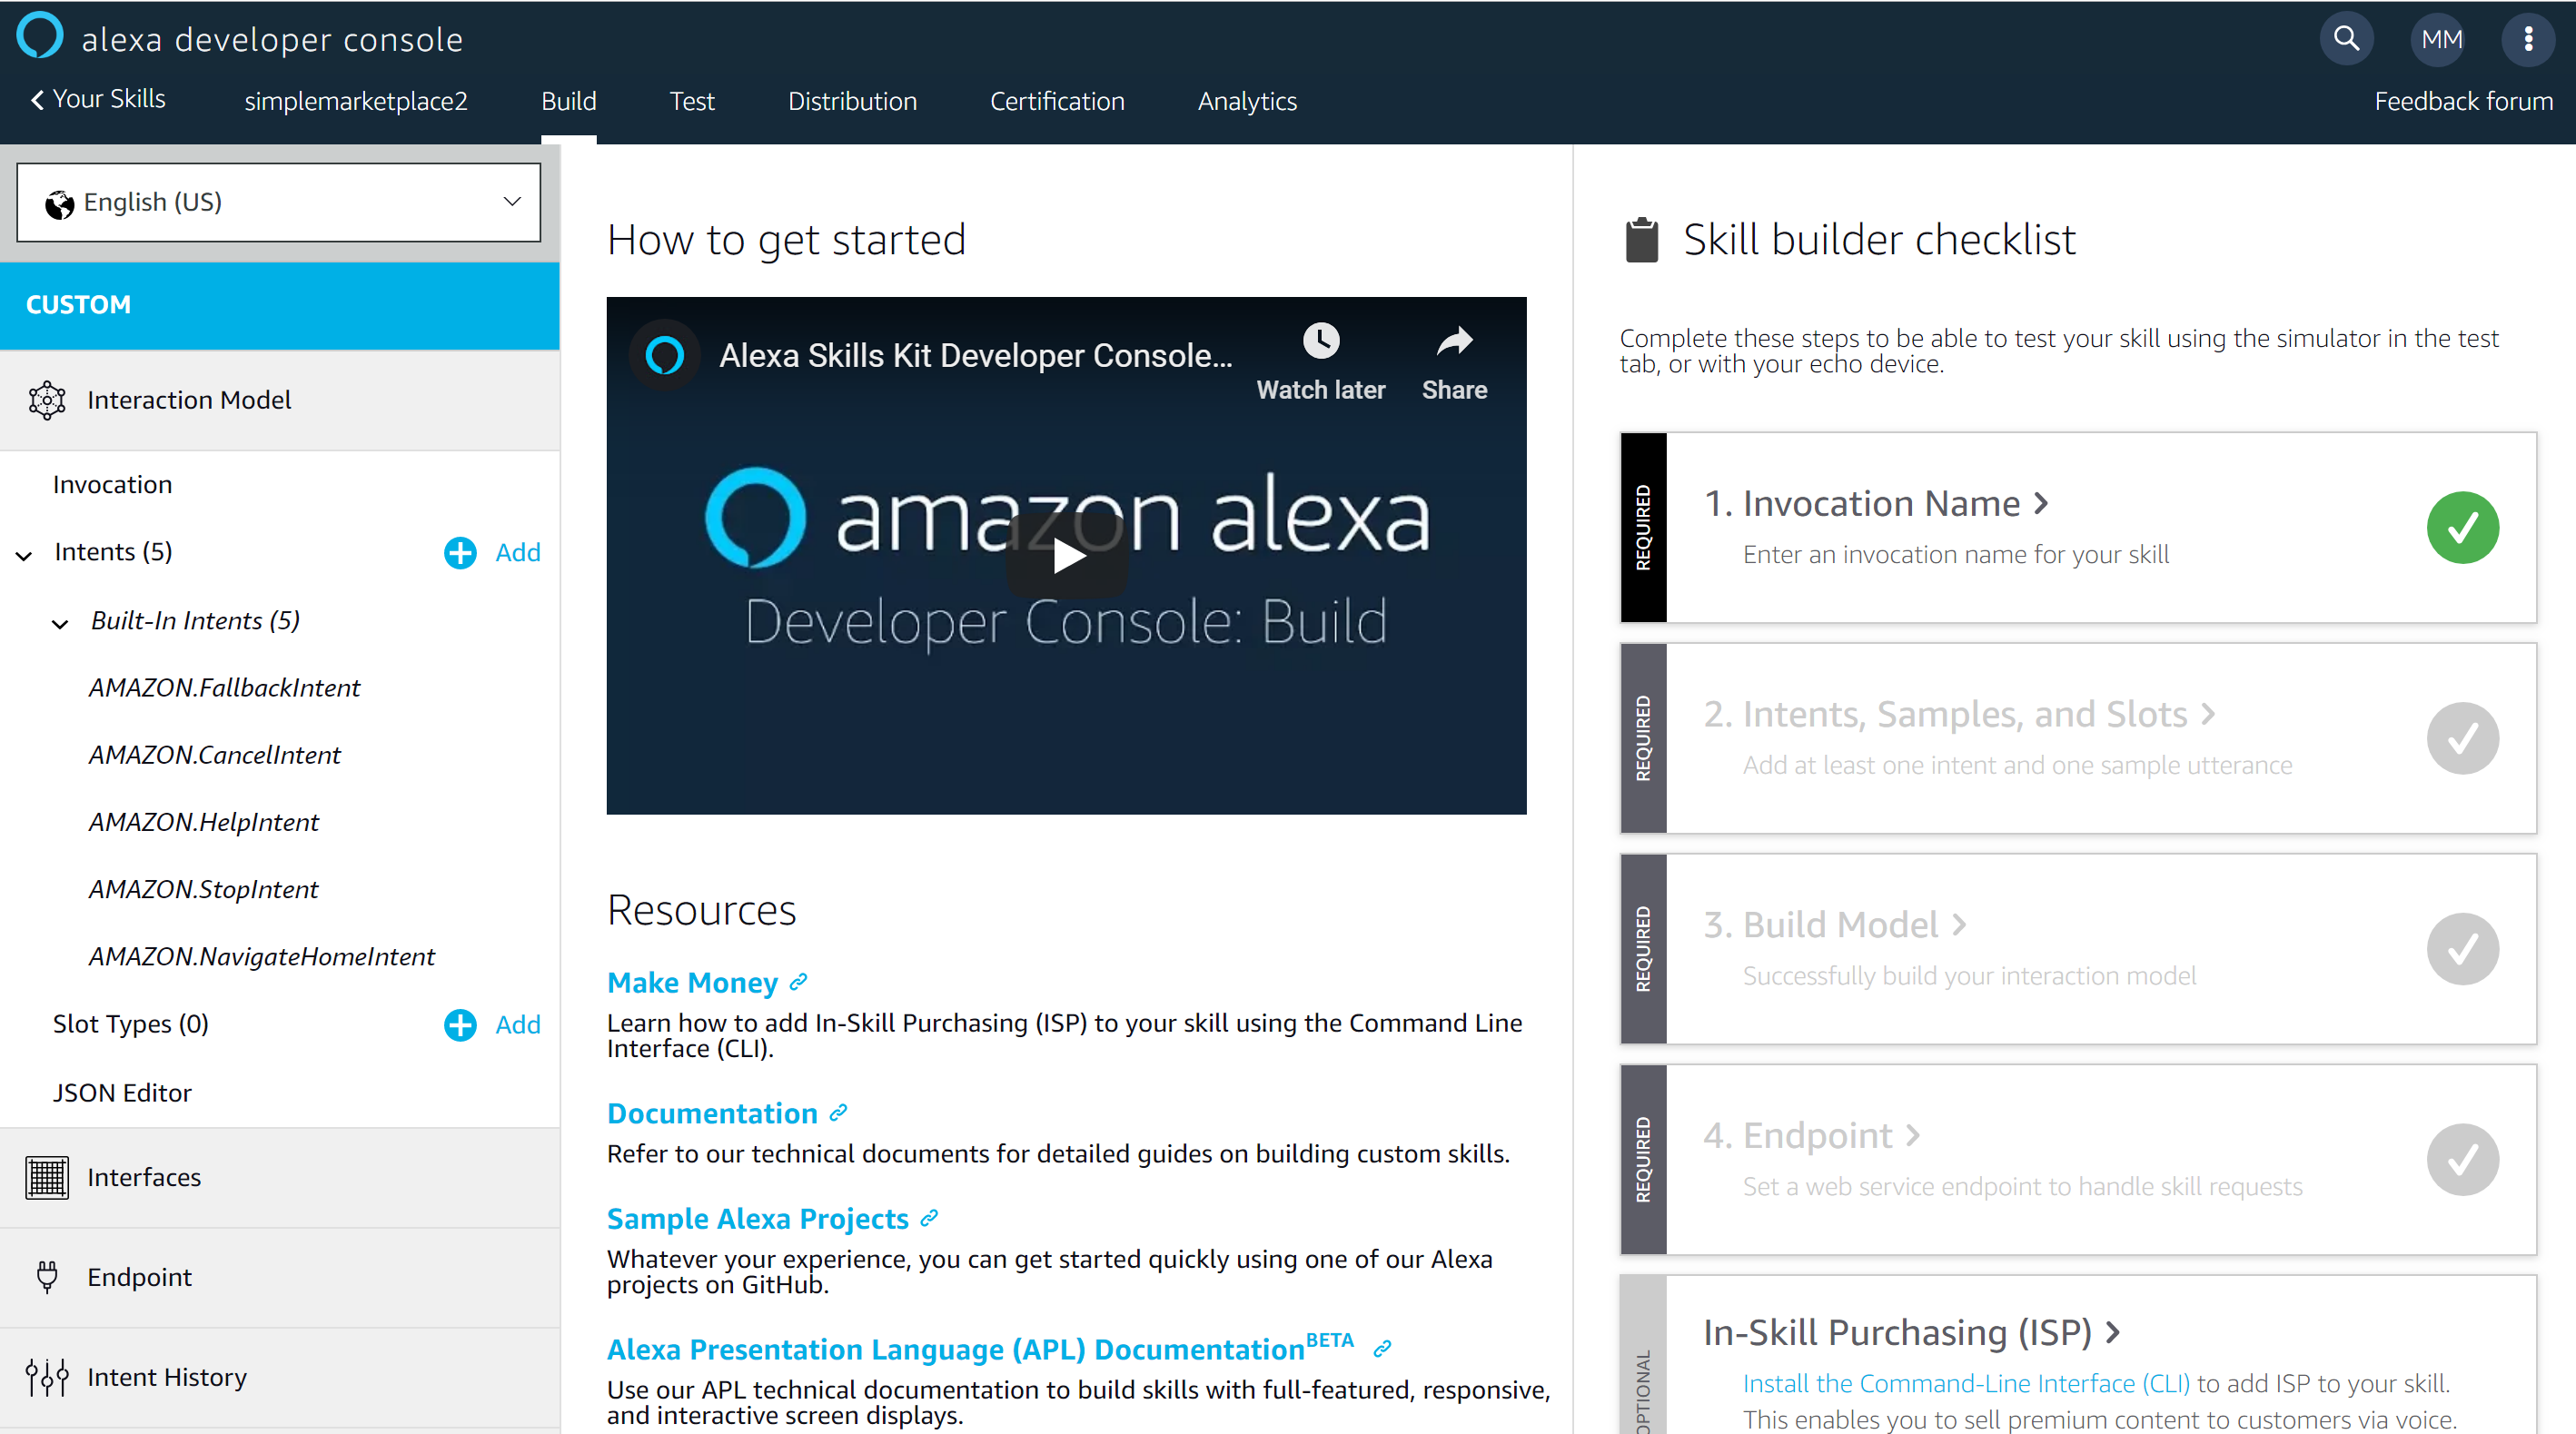 alexa developer console
MM
Your Skills
simplemarketplace2
Build
Test
Distribution
Certification
Analytics
Feedback forum
English (US)
CUSTOM
Interaction Model
Invocation
Intents (5)
Add
Built-In Intents (5)
AMAZON.FallbackIntent
AMAZON.CancelIntent
AMAZON.HelpIntent
AMAZON.StopIntent
AMAZON.NavigateHomeIntent
Slot Types (0)
Add
JSON Editor
Interfaces
Endpoint
Intent History
How to get started
Alexa Skills Kit Developer Console...
Watch later
Share
amazon alexa
Developer Console: Build
Resources
Make Money
Learn how to add In-Skill Purchasing (ISP) to your skill using the Command Line
Interface (CLI).
Documentation
Refer to our technical documents for detailed guides on building custom skills.
Sample Alexa Projects
Whatever your experience, you can get started quickly using one of our Alexa
projects on GitHub.
Alexa Presentation Language (APL) Documentation BETA
Use our APL technical documentation to build skills with full-featured, responsive,
and interactive screen displays.
Skill builder checklist
Complete these steps to be able to test your skill using the simulator in the test
tab, or with your echo device.
REQUIRED
1. Invocation Name
Enter an invocation name for your skill
REQUIRED
2. Intents, Samples, and Slots
Add at least one intent and one sample utterance
REQUIRED
3. Build Model
Successfully build your interaction model
REQUIRED
4. Endpoint
Set a web service endpoint to handle skill requests
OPTIONAL
In-Skill Purchasing (ISP)
Install the Command-Line Interface (CLI) to add ISP to your skill.
This enables you to sell premium content to customers via voice.